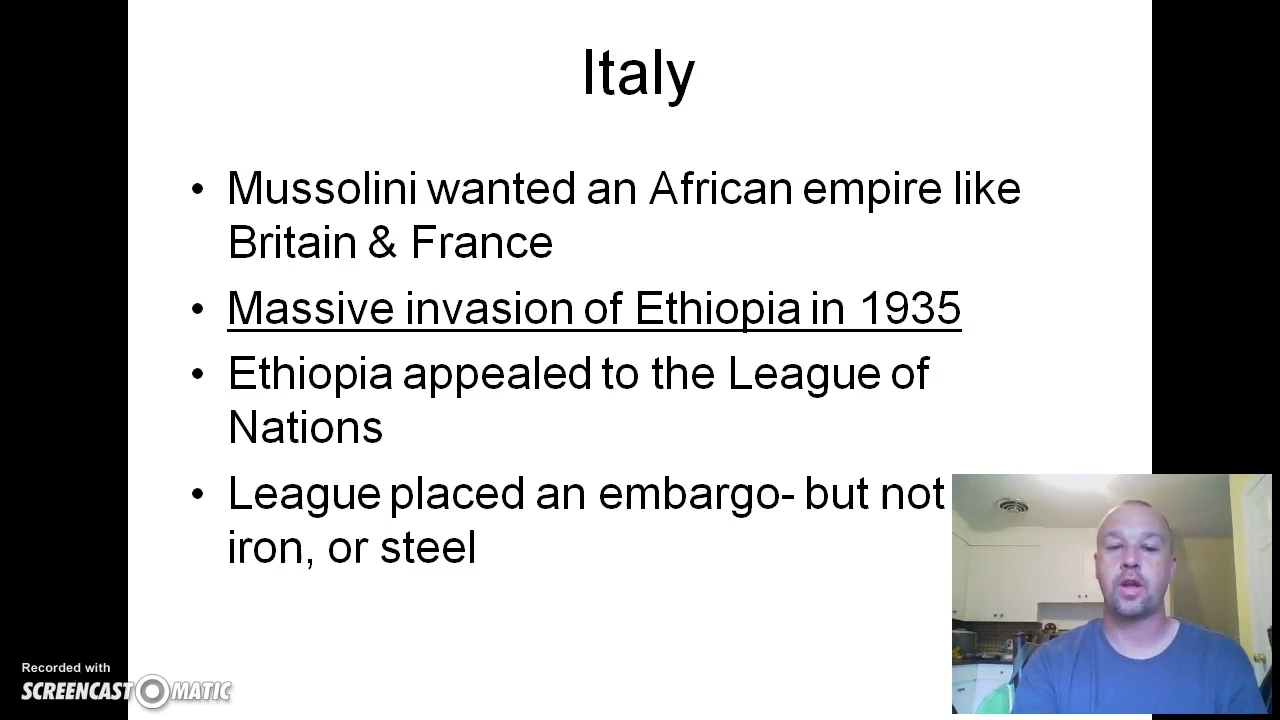 Italy
• Mussolini wanted an African empire like
Britain & France
• Massive invasion of Ethiopia in 1935
• Ethiopia appealed to the League of
Nations
• League placed an embargo- but not
iron, or steel
Recorded with
SCREENCAST-O-MATIC